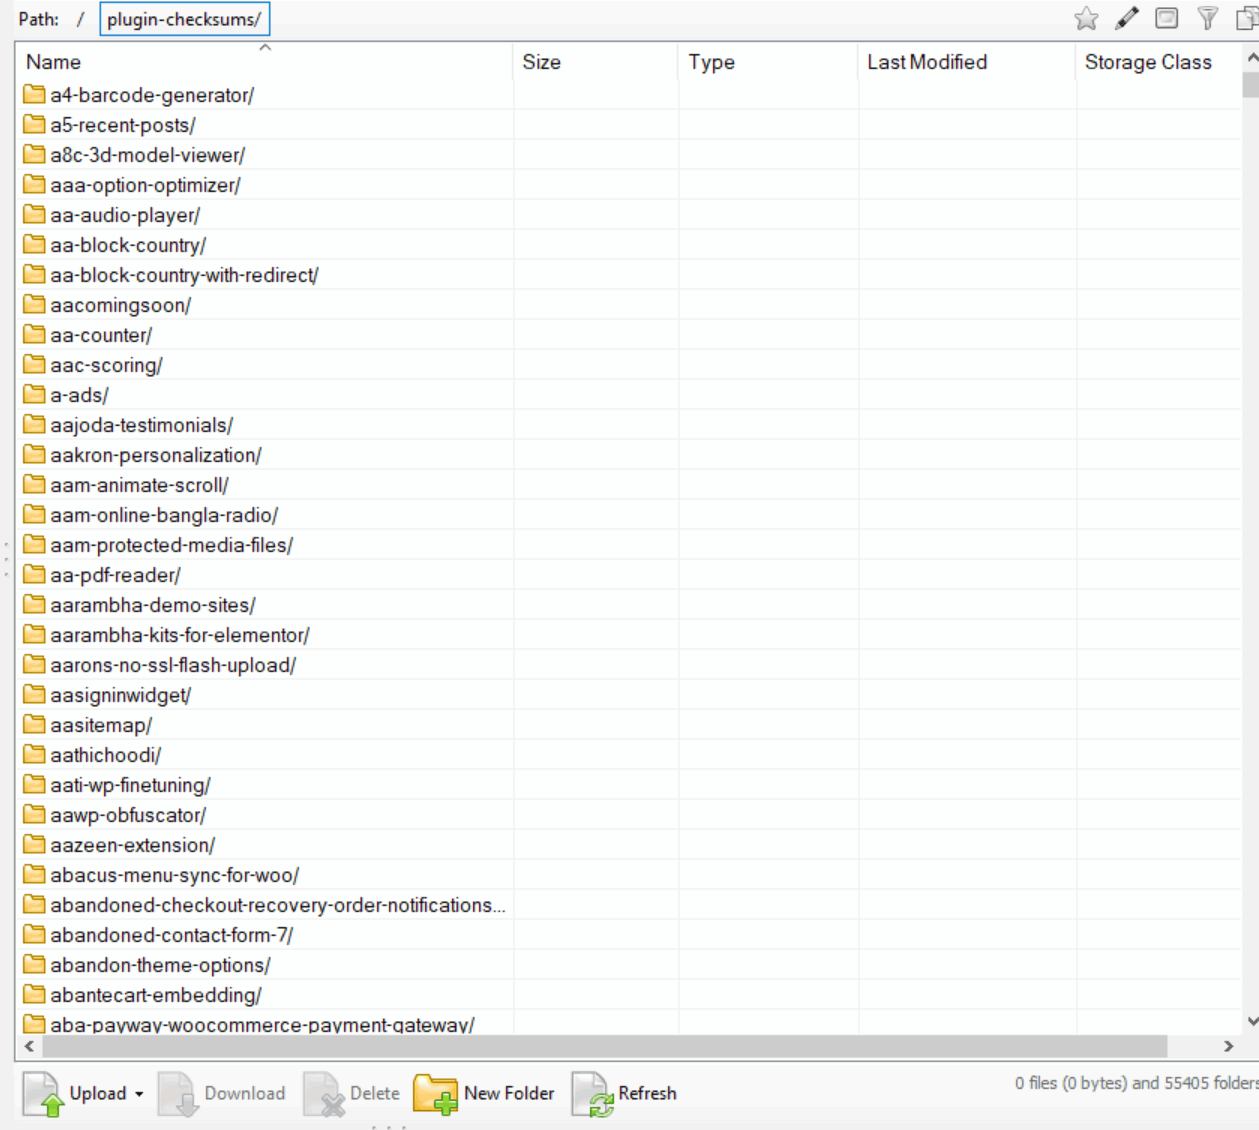 Path: / plugin-checksums/
Name Size Type Last Modified Storage Class
a4-barcode-generator/
a5-recent-posts/
a8c-3d-model-viewer/
aaa-option-optimizer/
aa-audio-player/
aa-block-country/
aa-block-country-with-redirect/
aacomingsoon/
aa-counter/
aac-scoring/
a-ads/
aajoda-testimonials/
aakron-personalization/
aam-animate-scroll/
aam-online-bangla-radio/
aam-protected-media-files/
aa-pdf-reader/
aarambha-demo-sites/
aarambha-kits-for-elementor/
aarons-no-ssl-flash-upload/
aasigninwidget/
aasitemap/
aathichoodi/
aati-wp-finetuning/
aawp-obfuscator/
aazeen-extension/
abacus-menu-sync-for-woo/
abandoned-checkout-recovery-order-notifications...
abandoned-contact-form-7/
abandon-theme-options/
abantecart-embedding/
aba-payway-woocommerce-payment-gateway/
Upload Download Delete New Folder Refresh 0 files (0 bytes) and 55405 folders